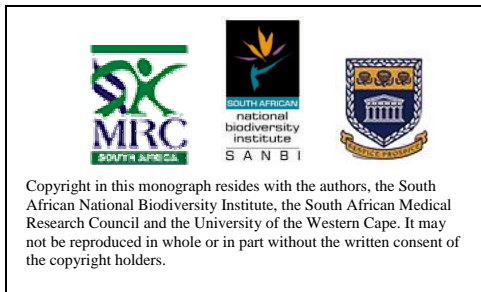 MRC
SOUTH AFRICA
SOUTH AFRICAN
national
biodiversity
institute
SANBI
RESPICE PROSPICE
Copyright in this monograph resides with the authors, the South
African National Biodiversity Institute, the South African Medical
Research Council and the University of the Western Cape. It may
not be reproduced in whole or in part without the written consent of
the copyright holders.